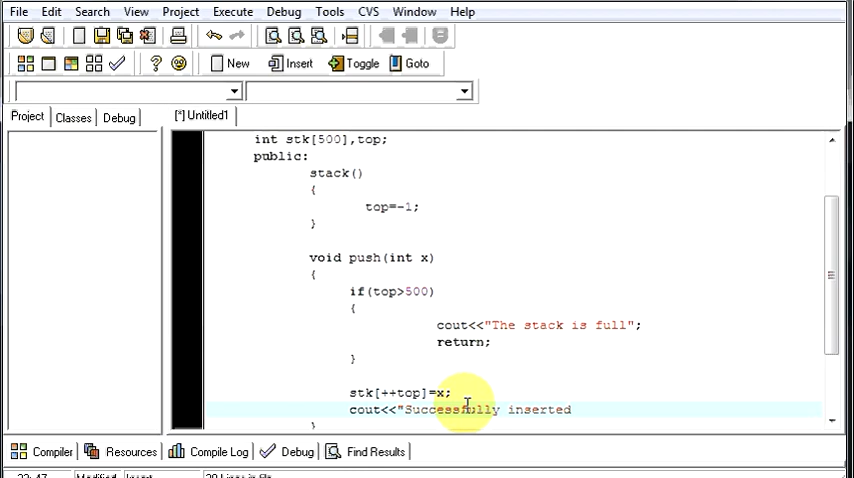 File Edit Search View Project Execute Debug Tools CVS Window Help
New Insert Toggle Goto
Project Classes Debug [*] Untitled1
int stk[500],top;
public:
stack()
{
top=-1;
}
void push(int x)
{
if(top>500)
{
cout<<"The stack is full";
return;
}
stk[++top]=x;
cout<<"Successfully inserted
}
Compiler Resources Compile Log Debug Find Results